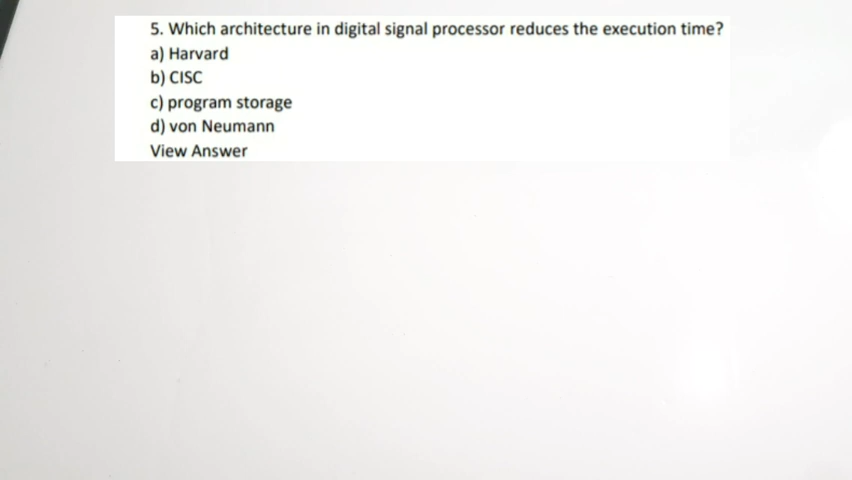 5. Which architecture in digital signal processor reduces the execution time?
a) Harvard
b) CISC
c) program storage
d) von Neumann
View Answer